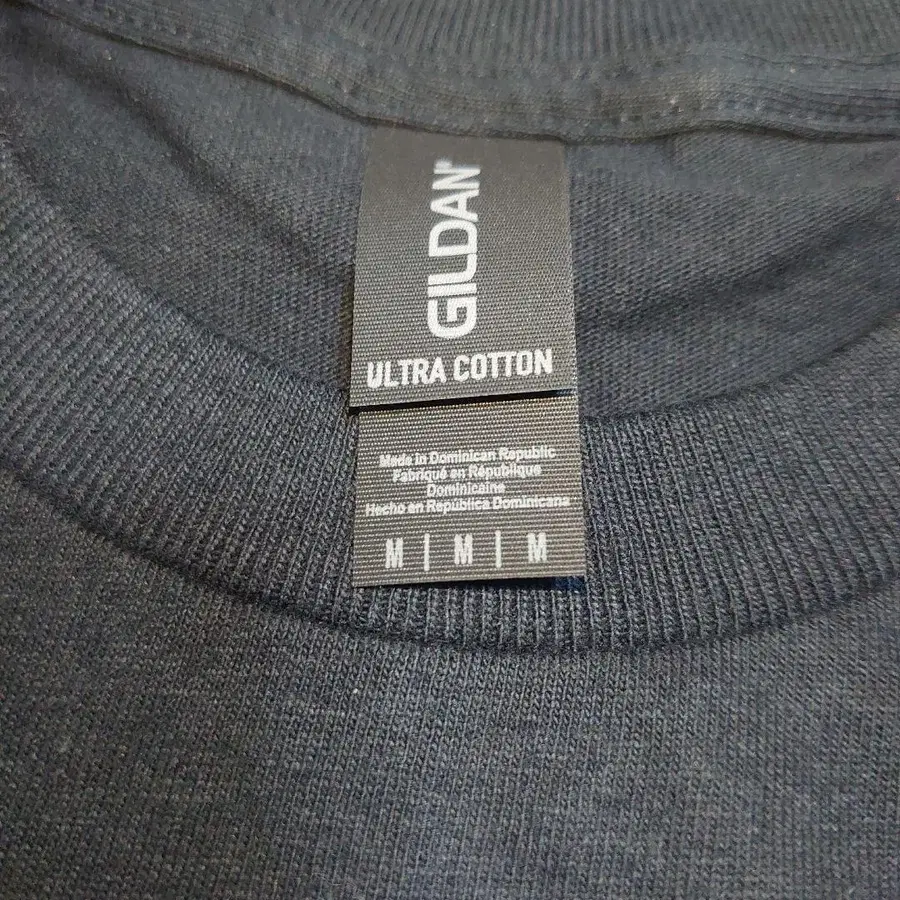 GILDAN®
ULTRA COTTON
Made in Dominican Republic
Fabriqué en République
Dominicaine
Hecho en República Dominicana
M | M | M